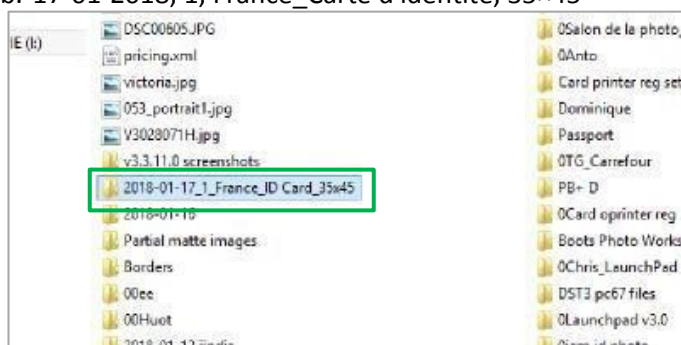 17-01-2018, 1, France_Carte d'identité, 35×45
IE (I:)
DSC00605.JPG
pricing.xml
victoria.jpg
053_portrait1.jpg
V3028071H.jpg
v3.3.11.0 screenshots
2018-01-17_1_France_ID Card_35x45
2018-01-16
Partial matte images
Borders
00ee
00Huot
0Salon de la photo,
0Anto
Card printer reg set
Dominique
Passport
0TG_Carrefour
PB+ D
0Card oprinter reg
Boots Photo Works
0Chris_LaunchPad
DST3 pc67 files
0Launchpad v3.0